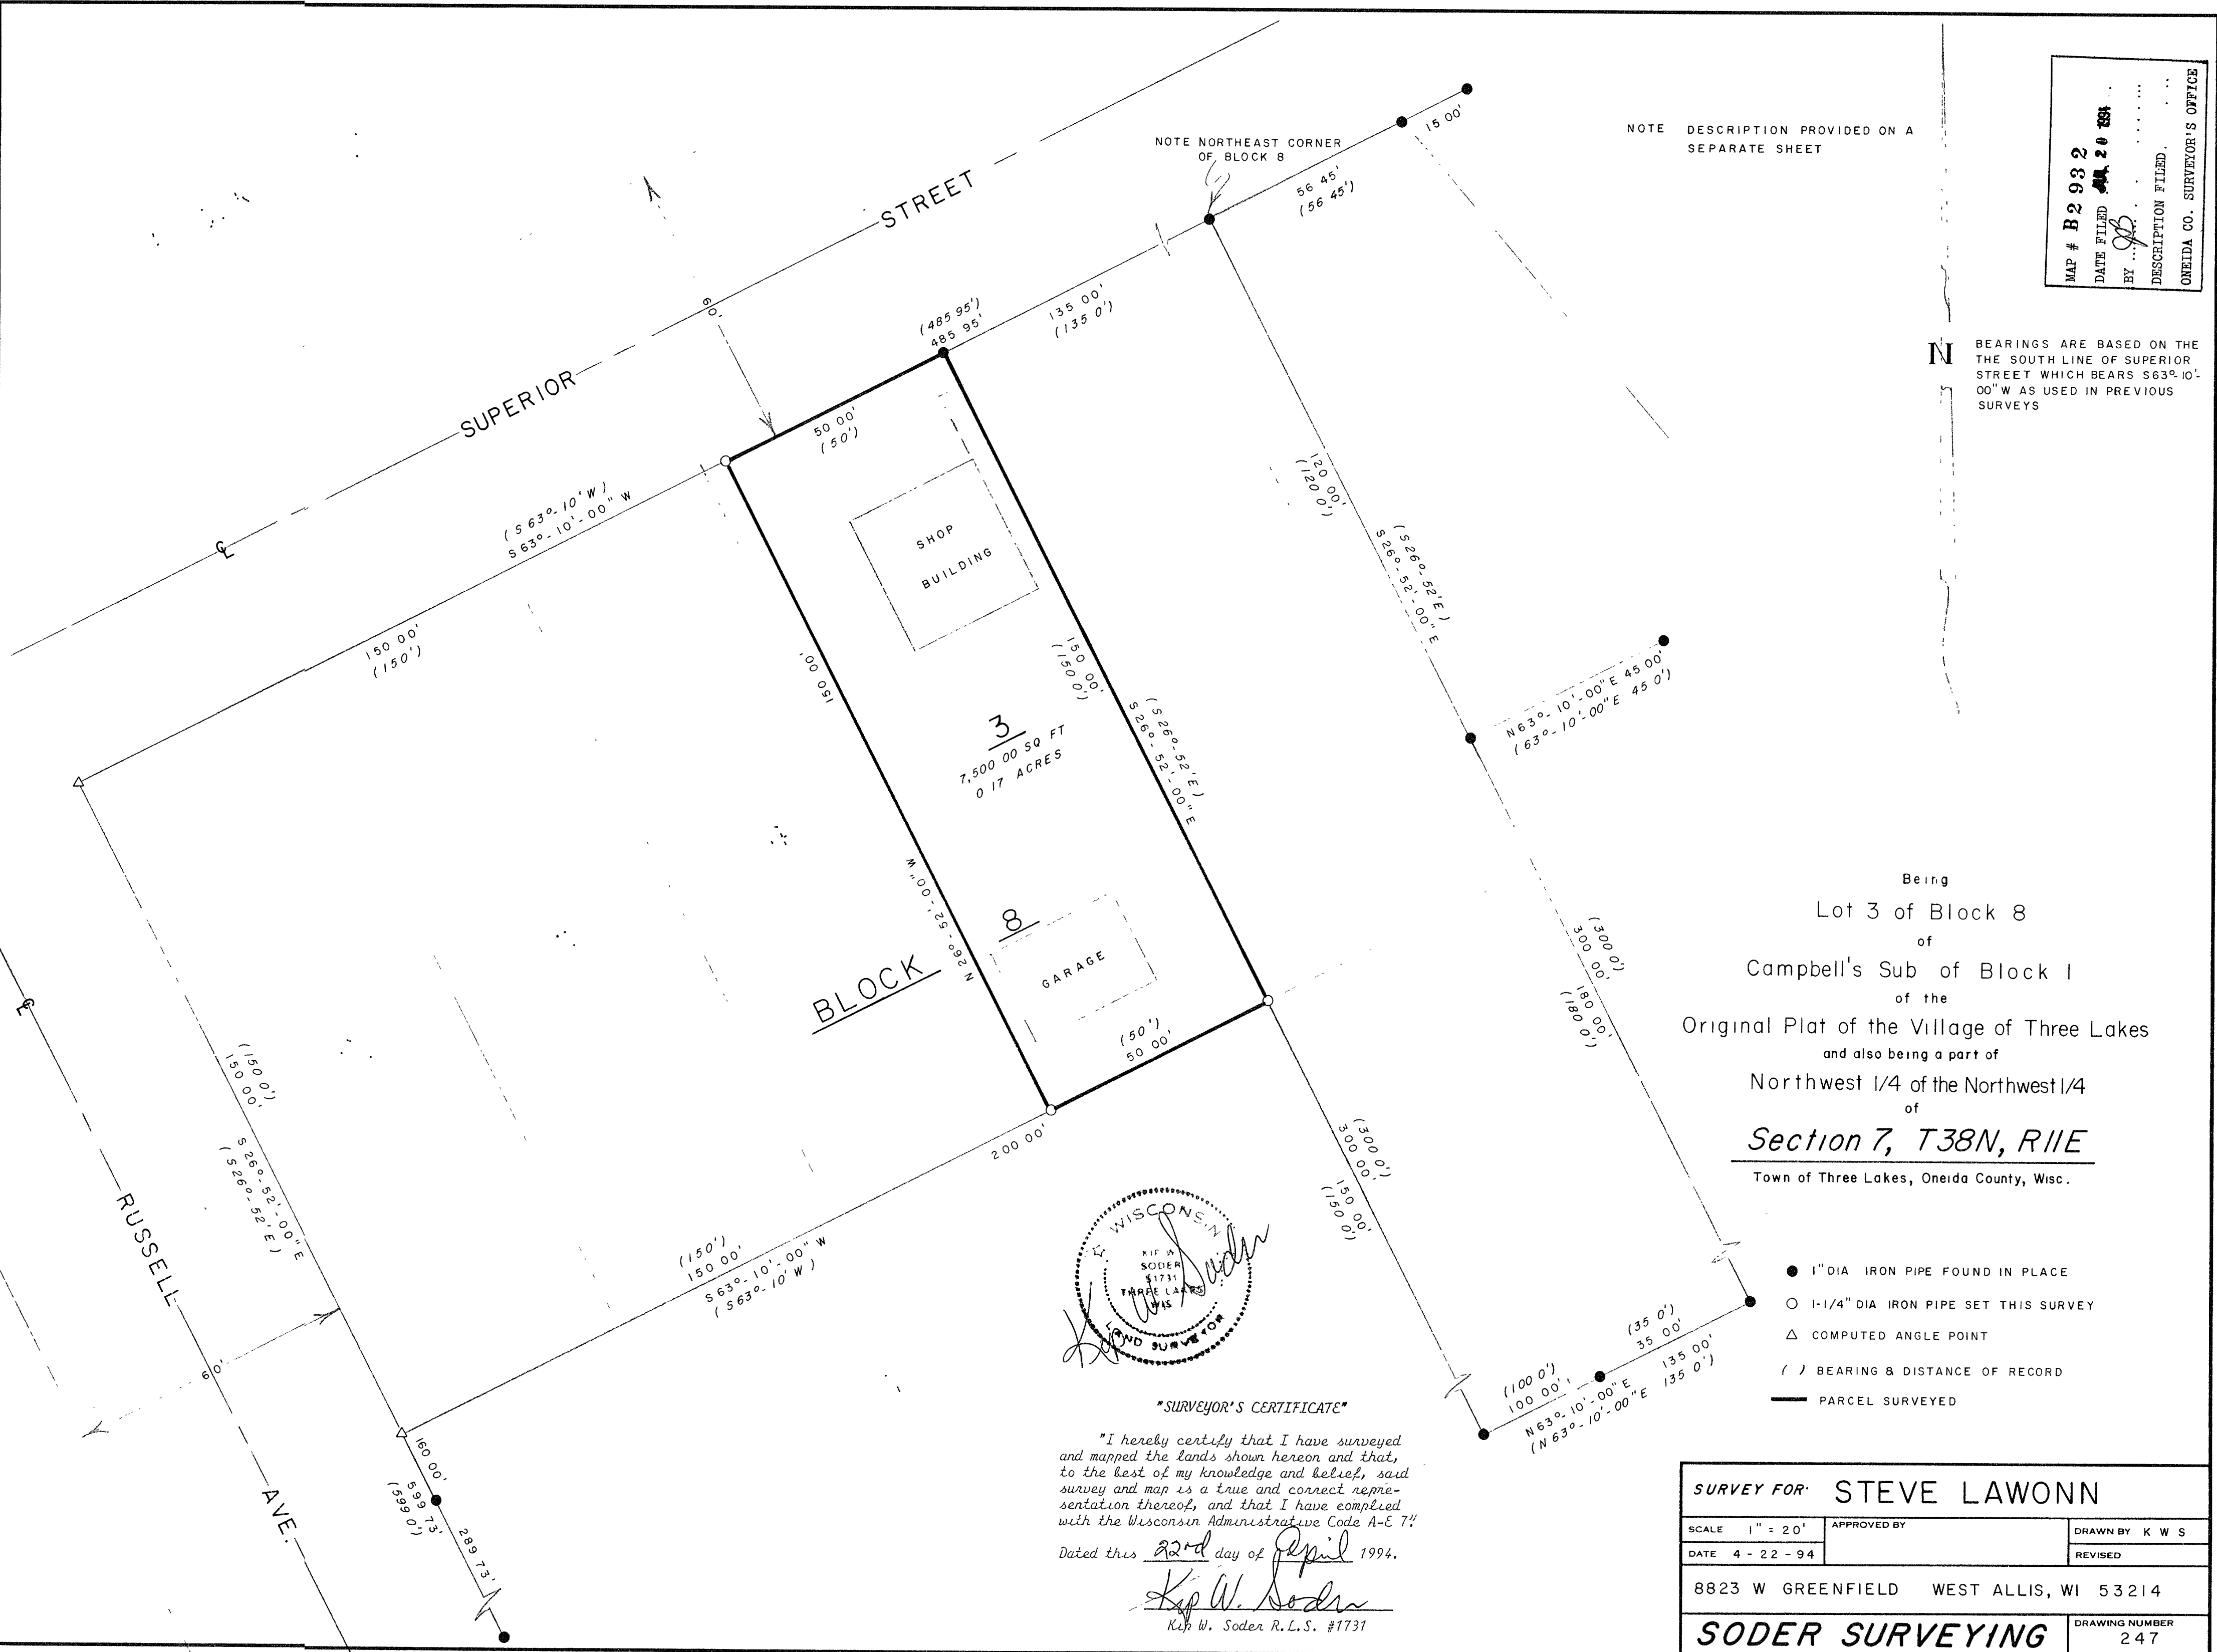 MAP # B2932
DATE FILED JUL 20 1994
BY
DESCRIPTION FILED.
ONEIDA CO. SURVEYOR'S OFFICE
NOTE DESCRIPTION PROVIDED ON A
SEPARATE SHEET
N
BEARINGS ARE BASED ON THE
THE SOUTH LINE OF SUPERIOR
STREET WHICH BEARS S63°-10'-
00"W AS USED IN PREVIOUS
SURVEYS
NOTE NORTHEAST CORNER
OF BLOCK 8
15 00'
56 45'
(56 45')
SUPERIOR STREET
60'
(485 95')
485 95'
135 00'
(135 0')
50 00'
(50')
(S 63°-10' W)
S 63°-10'-00" W
150 00'
(150')
SHOP
BUILDING
150 00'
150 00'
(150 0')
(S 26°-52' E)
S 26°-52'-00" E
3
7,500 00 SQ FT
0 17 ACRES
N 26°-52'-00" W
BLOCK 8
GARAGE
(50')
50 00'
200 00'
120 00'
(120 0')
(S 26°-52' E)
S 26°-52'-00" E
N 63°-10'-00" E 45 00'
(63°-10'-00" E 45 0')
(300 0')
300 00'
180 00'
(180 0')
(300 0')
300 00'
150 00'
(150 0')
(35 0')
35 00'
135 00'
(100 0')
100 00'
N 63°-10'-00" E
(N 63°-10'-00" E 135 0')
(150 0')
150 00'
S 26°-52'-00" E
(S 26°-52' E)
(150')
150 00'
S 63°-10'-00" W
(S 63°-10' W)
RUSSELL AVE.
60'
160 00'
599 73'
(599 0')
289 73'
Being
Lot 3 of Block 8
of
Campbell's Sub of Block 1
of the
Original Plat of the Village of Three Lakes
and also being a part of
Northwest 1/4 of the Northwest 1/4
of
Section 7, T38N, R11E
Town of Three Lakes, Oneida County, Wisc.
1" DIA IRON PIPE FOUND IN PLACE
1-1/4" DIA IRON PIPE SET THIS SURVEY
COMPUTED ANGLE POINT
( ) BEARING & DISTANCE OF RECORD
PARCEL SURVEYED
WISCONSIN
KIP W
SODER
S1731
THREE LAKES
WIS
LAND SURVEYOR
Kip W Soder
"SURVEYOR'S CERTIFICATE"
"I hereby certify that I have surveyed
and mapped the lands shown hereon and that,
to the best of my knowledge and belief, said
survey and map is a true and correct repre-
sentation thereof, and that I have complied
with the Wisconsin Administrative Code A-E 7."
Dated this 22nd day of April 1994.
Kip W. Soder
Kip W. Soder R.L.S. #1731
SURVEY FOR: STEVE LAWONN
SCALE 1" = 20'
APPROVED BY
DRAWN BY K W S
DATE 4 - 22 - 94
REVISED
8823 W GREENFIELD WEST ALLIS, WI 53214
SODER SURVEYING
DRAWING NUMBER
247